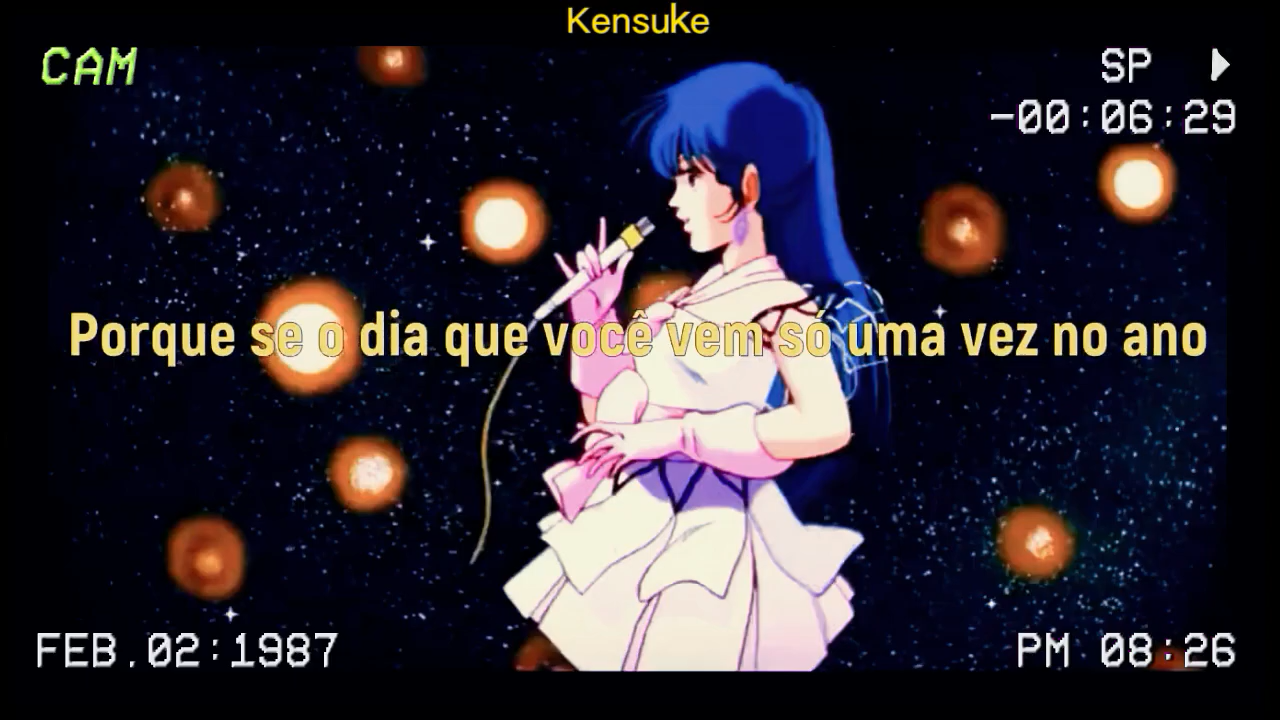 Kensuke
CAM
SP
-00:06:29
Porque se o dia que você vem só uma vez no ano
FEB.02:1987
PM 08:26